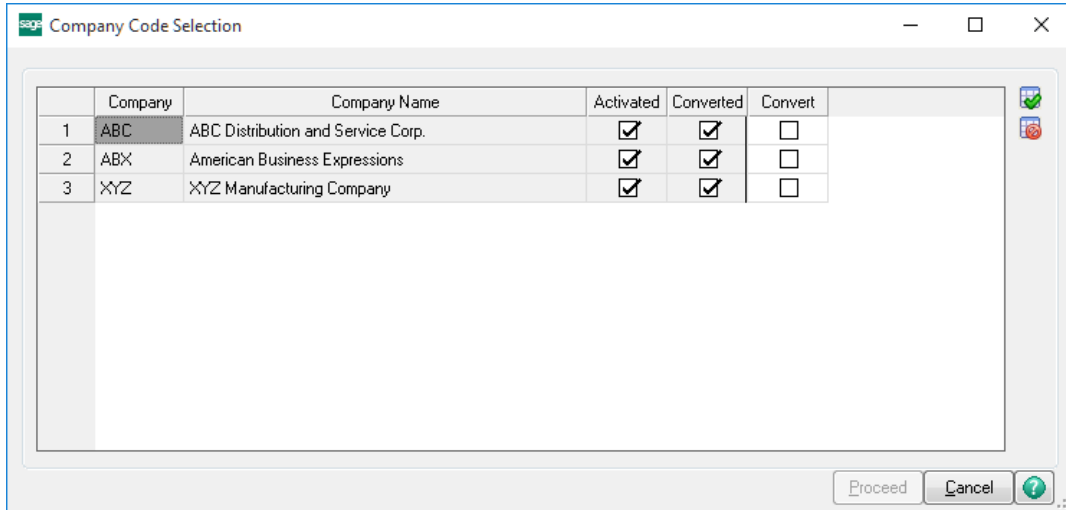 sage Company Code Selection
Company Company Name Activated Converted Convert
1 ABC ABC Distribution and Service Corp.
2 ABX American Business Expressions
3 XYZ XYZ Manufacturing Company
Proceed Cancel ?